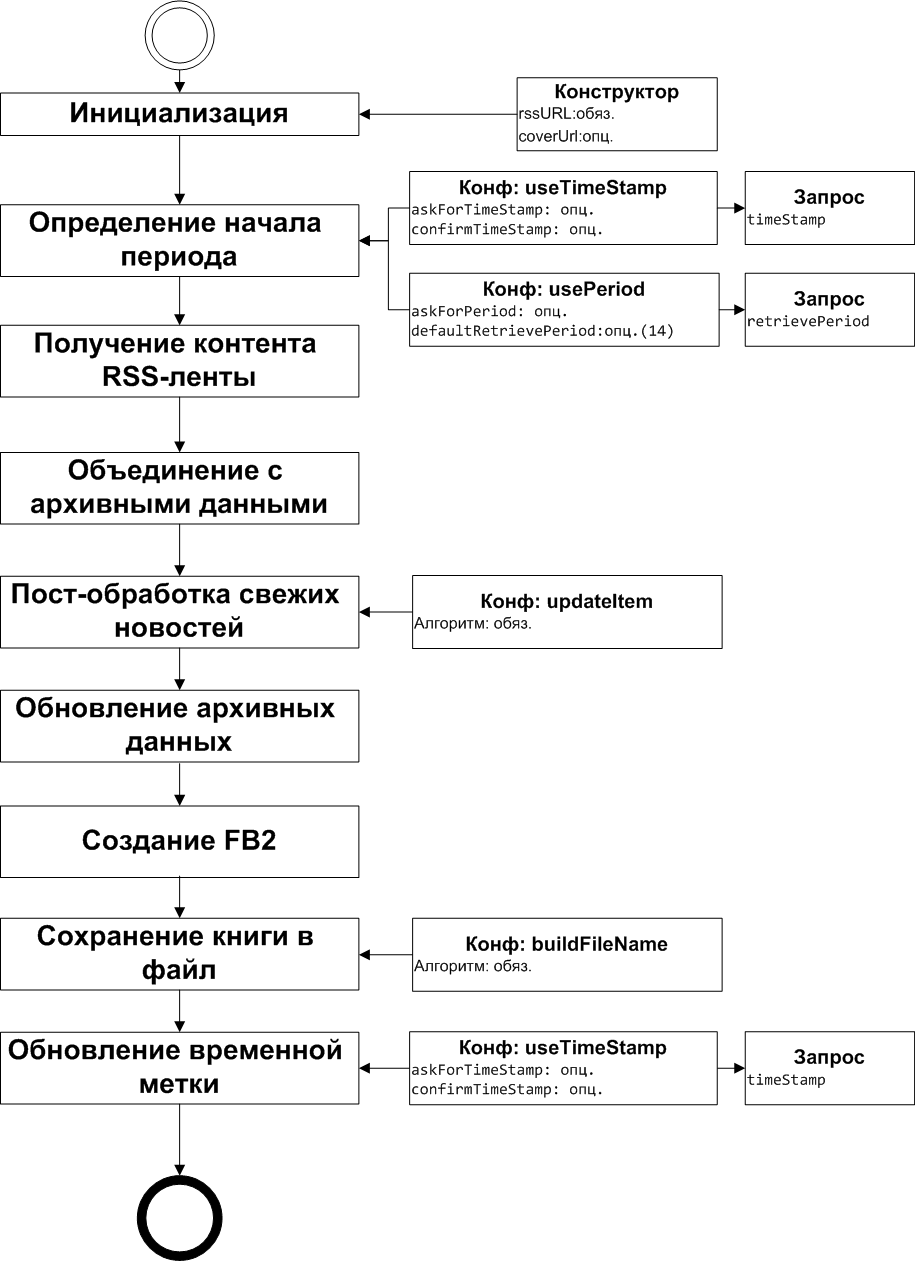 Инициализация
Конструктор
rssURL:обяз.
coverUrl:опц.
Определение начала
периода
Конф: useTimeStamp
askForTimeStamp: опц.
confirmTimeStamp: опц.
Запрос
timeStamp
Конф: usePeriod
askForPeriod: опц.
defaultRetrievePeriod:опц.(14)
Запрос
retrievePeriod
Получение контента
RSS-ленты
Объединение с
архивными данными
Пост-обработка свежих
новостей
Конф: updateItem
Алгоритм: обяз.
Обновление архивных
данных
Создание FB2
Сохранение книги в
файл
Конф: buildFileName
Алгоритм: обяз.
Обновление временной
метки
Конф: useTimeStamp
askForTimeStamp: опц.
confirmTimeStamp: опц.
Запрос
timeStamp